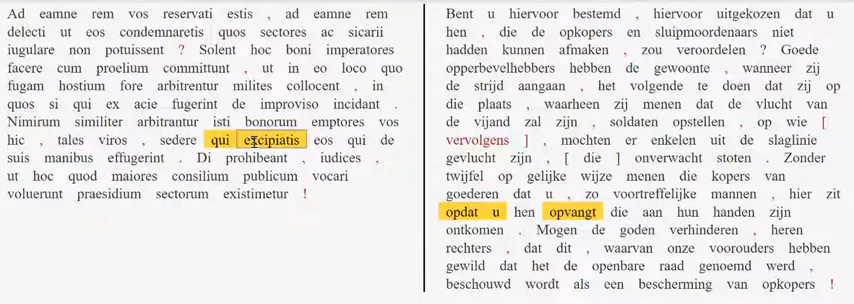 Ad eamne rem vos reservati estis , ad eamne rem
delecti ut eos condemnaretis quos sectores ac sicarii
iugulare non potuissent ? Solent hoc boni imperatores
facere cum proelium committunt , ut in eo loco quo
fugam hostium fore arbitrentur milites collocent , in
quos si qui ex acie fugerint de improviso incidant .
Nimirum similiter arbitrantur isti bonorum emptores vos
hic , tales viros , sedere qui excipiatis eos qui de
suis manibus effugerint . Di prohibeant , iudices ,
ut hoc quod maiores consilium publicum vocari
voluerunt praesidium sectorum existimetur !
Bent u hiervoor bestemd , hiervoor uitgekozen dat u
hen , die de opkopers en sluipmoordenaars niet
hadden kunnen afmaken , zou veroordelen ? Goede
opperbevelhebbers hebben de gewoonte , wanneer zij
de strijd aangaan , het volgende te doen dat zij op
die plaats , waarheen zij menen dat de vlucht van
de vijand zal zijn , soldaten opstellen , op wie [
vervolgens ] , mochten er enkelen uit de slaglinie
gevlucht zijn , [ die ] onverwacht stoten . Zonder
twijfel op gelijke wijze menen die kopers van
goederen dat u , zo voortreffelijke mannen , hier zit
opdat u hen opvangt die aan hun handen zijn
ontkomen . Mogen de goden verhinderen , heren
rechters , dat dit , waarvan onze voorouders hebben
gewild dat het de openbare raad genoemd werd ,
beschouwd wordt als een bescherming van opkopers !